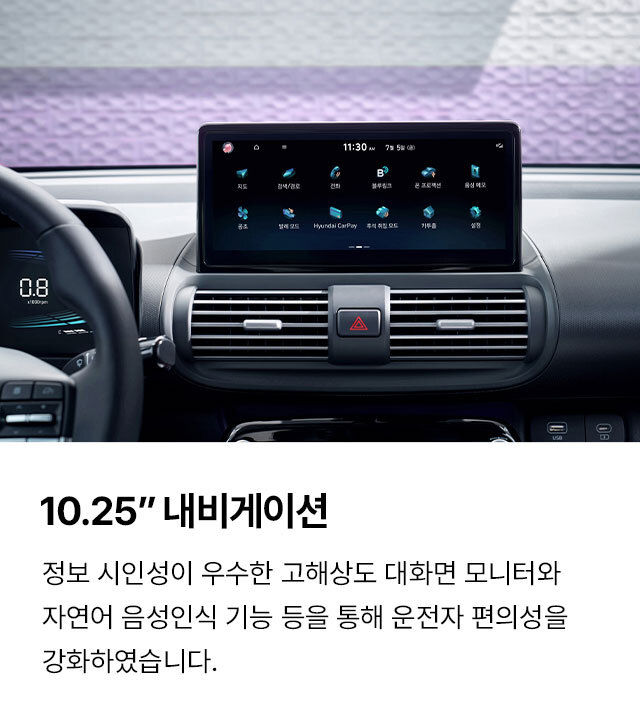 11:30 AM 7월 5일
지도 검색/경로 전화 블루링크 폰 프로젝션 음성 메모
공조 발레 모드 Hyundai CarPay 후석 취침 모드 카투홈 설정
0.8
x1000rpm
USB
10.25” 내비게이션
정보 시인성이 우수한 고해상도 대화면 모니터와
자연어 음성인식 기능 등을 통해 운전자 편의성을
강화하였습니다.